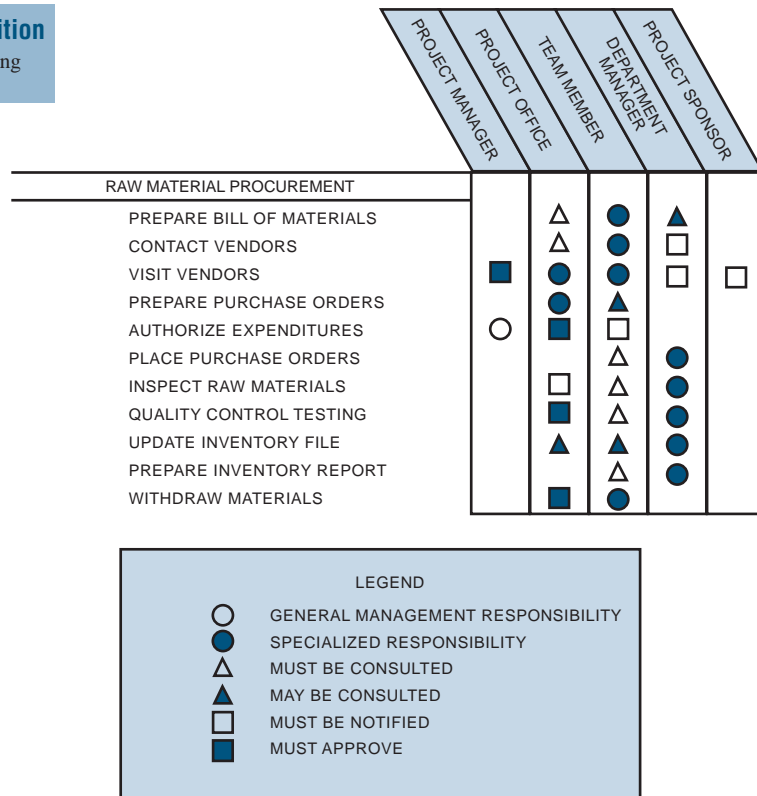 ition
ng
PROJECT MANAGER
PROJECT OFFICE
TEAM MEMBER
DEPARTMENT
MANAGER
PROJECT SPONSOR
RAW MATERIAL PROCUREMENT
PREPARE BILL OF MATERIALS
CONTACT VENDORS
VISIT VENDORS
PREPARE PURCHASE ORDERS
AUTHORIZE EXPENDITURES
PLACE PURCHASE ORDERS
INSPECT RAW MATERIALS
QUALITY CONTROL TESTING
UPDATE INVENTORY FILE
PREPARE INVENTORY REPORT
WITHDRAW MATERIALS
LEGEND
GENERAL MANAGEMENT RESPONSIBILITY
SPECIALIZED RESPONSIBILITY
MUST BE CONSULTED
MAY BE CONSULTED
MUST BE NOTIFIED
MUST APPROVE